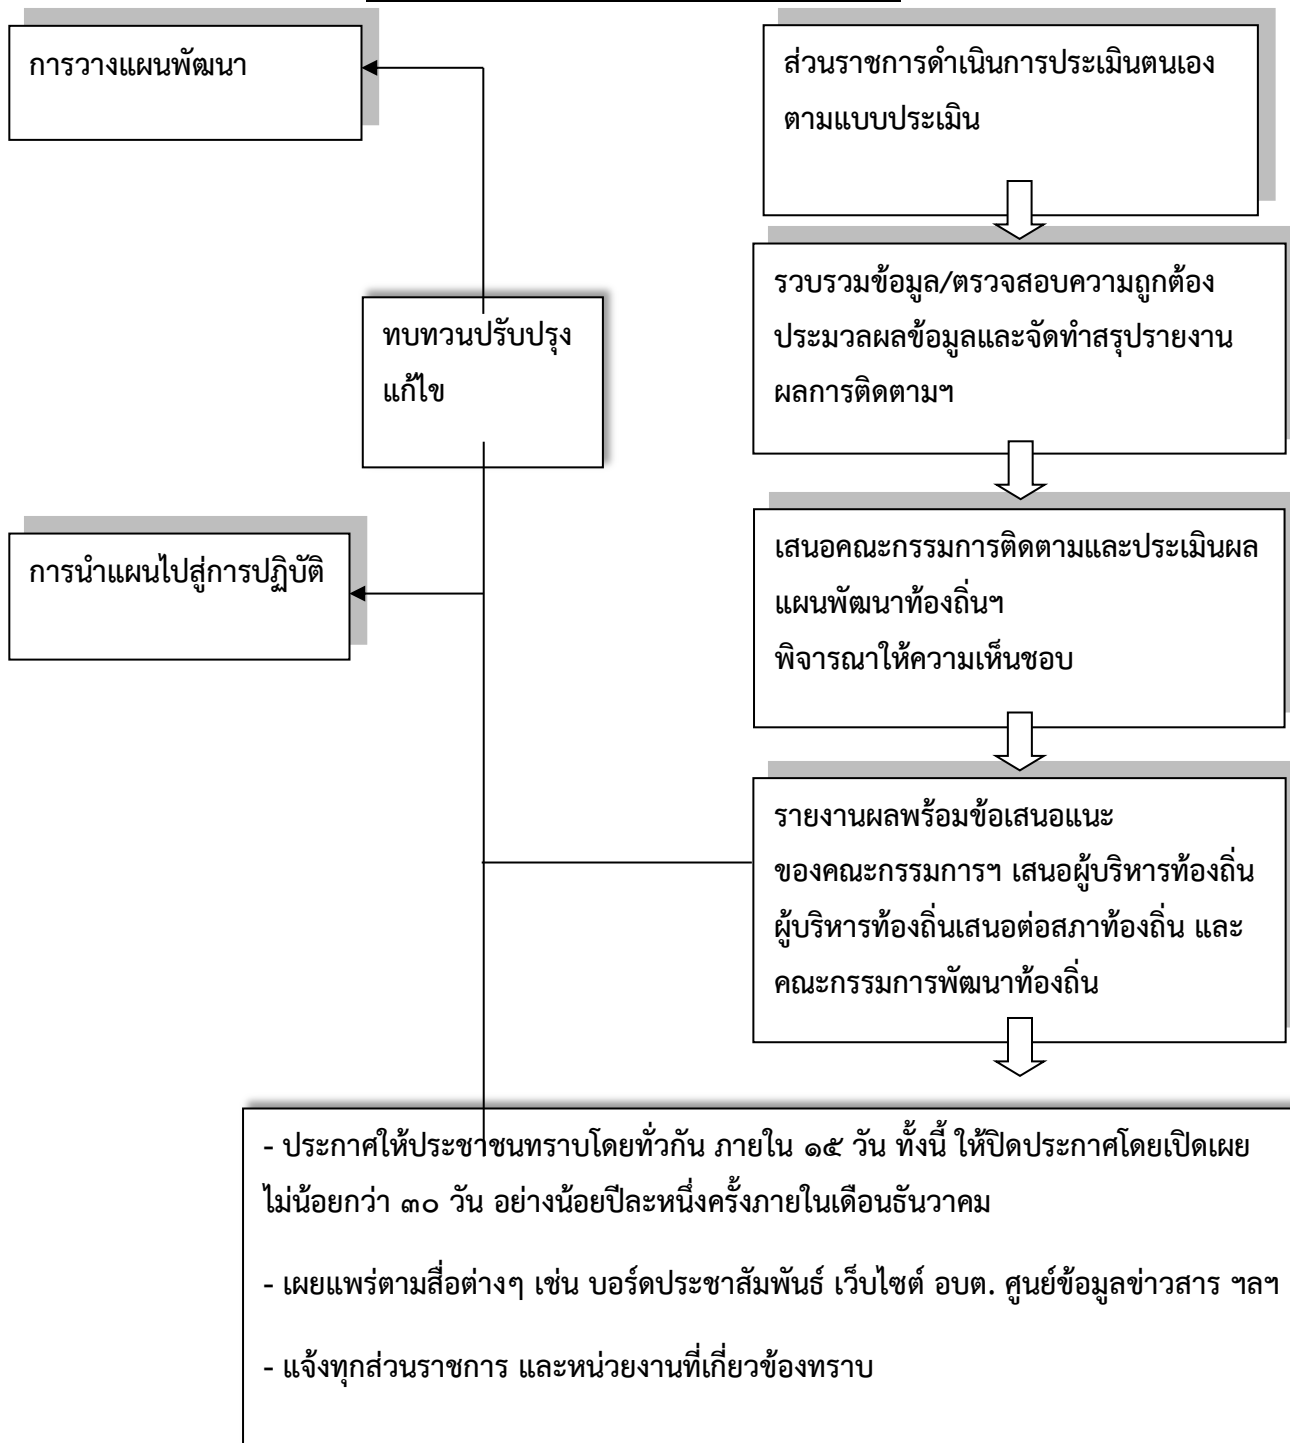 การวางแผนพัฒนา
ส่วนราชการดำเนินการประเมินตนเอง
ตามแบบประเมิน
รวบรวมข้อมูล/ตรวจสอบความถูกต้อง
ประมวลผลข้อมูลและจัดทำสรุปรายงาน
ผลการติดตามฯ
ทบทวนปรับปรุง
แก้ไข
การนำแผนไปสู่การปฏิบัติ
เสนอคณะกรรมการติดตามและประเมินผล
แผนพัฒนาท้องถิ่นฯ
พิจารณาให้ความเห็นชอบ
รายงานผลพร้อมข้อเสนอแนะ
ของคณะกรรมการฯ เสนอผู้บริหารท้องถิ่น
ผู้บริหารท้องถิ่นเสนอต่อสภาท้องถิ่น และ
คณะกรรมการพัฒนาท้องถิ่น
- ประกาศให้ประชาชนทราบโดยทั่วกัน ภายใน ๑๕ วัน ทั้งนี้ ให้ปิดประกาศโดยเปิดเผย
ไม่น้อยกว่า ๓๐ วัน อย่างน้อยปีละหนึ่งครั้งภายในเดือนธันวาคม
- เผยแพร่ตามสื่อต่างๆ เช่น บอร์ดประชาสัมพันธ์ เว็บไซต์ อบต. ศูนย์ข้อมูลข่าวสาร ฯลฯ
- แจ้งทุกส่วนราชการ และหน่วยงานที่เกี่ยวข้องทราบ